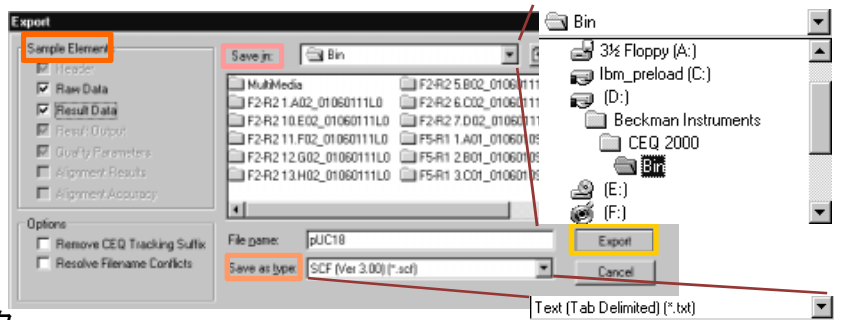 Export
Sample Elements
Header
Raw Data
Result Data
Result Output
Quality Parameters
Alignment Results
Alignment Accuracy
Options
Remove CEQ Tracking Suffix
Resolve Filename Conflicts
Save in:
Bin
MultiMedia
F2-R2 1.A02_01060111L0
F2-R2 10.E02_01060111L0
F2-R2 11.F02_01060111L0
F2-R2 12.G02_01060111L0
F2-R2 13.H02_01060111L0
F2-R2 5.B02_01060111
F2-R2 6.C02_01060111
F2-R2 7.D02_01060111
F5-R1 1.A01_0106010
F5-R1 2.B01_0106010
F5-R1 3.C01_0106010
File name:
pUC18
Save as type:
SCF (Ver 3.00) (*.scf)
Export
Cancel
Bin
3½ Floppy (A:)
Ibm_preload (C:)
(D:)
Beckman Instruments
CEQ 2000
Bin
(E:)
(F:)
Text (Tab Delimited) (*.txt)